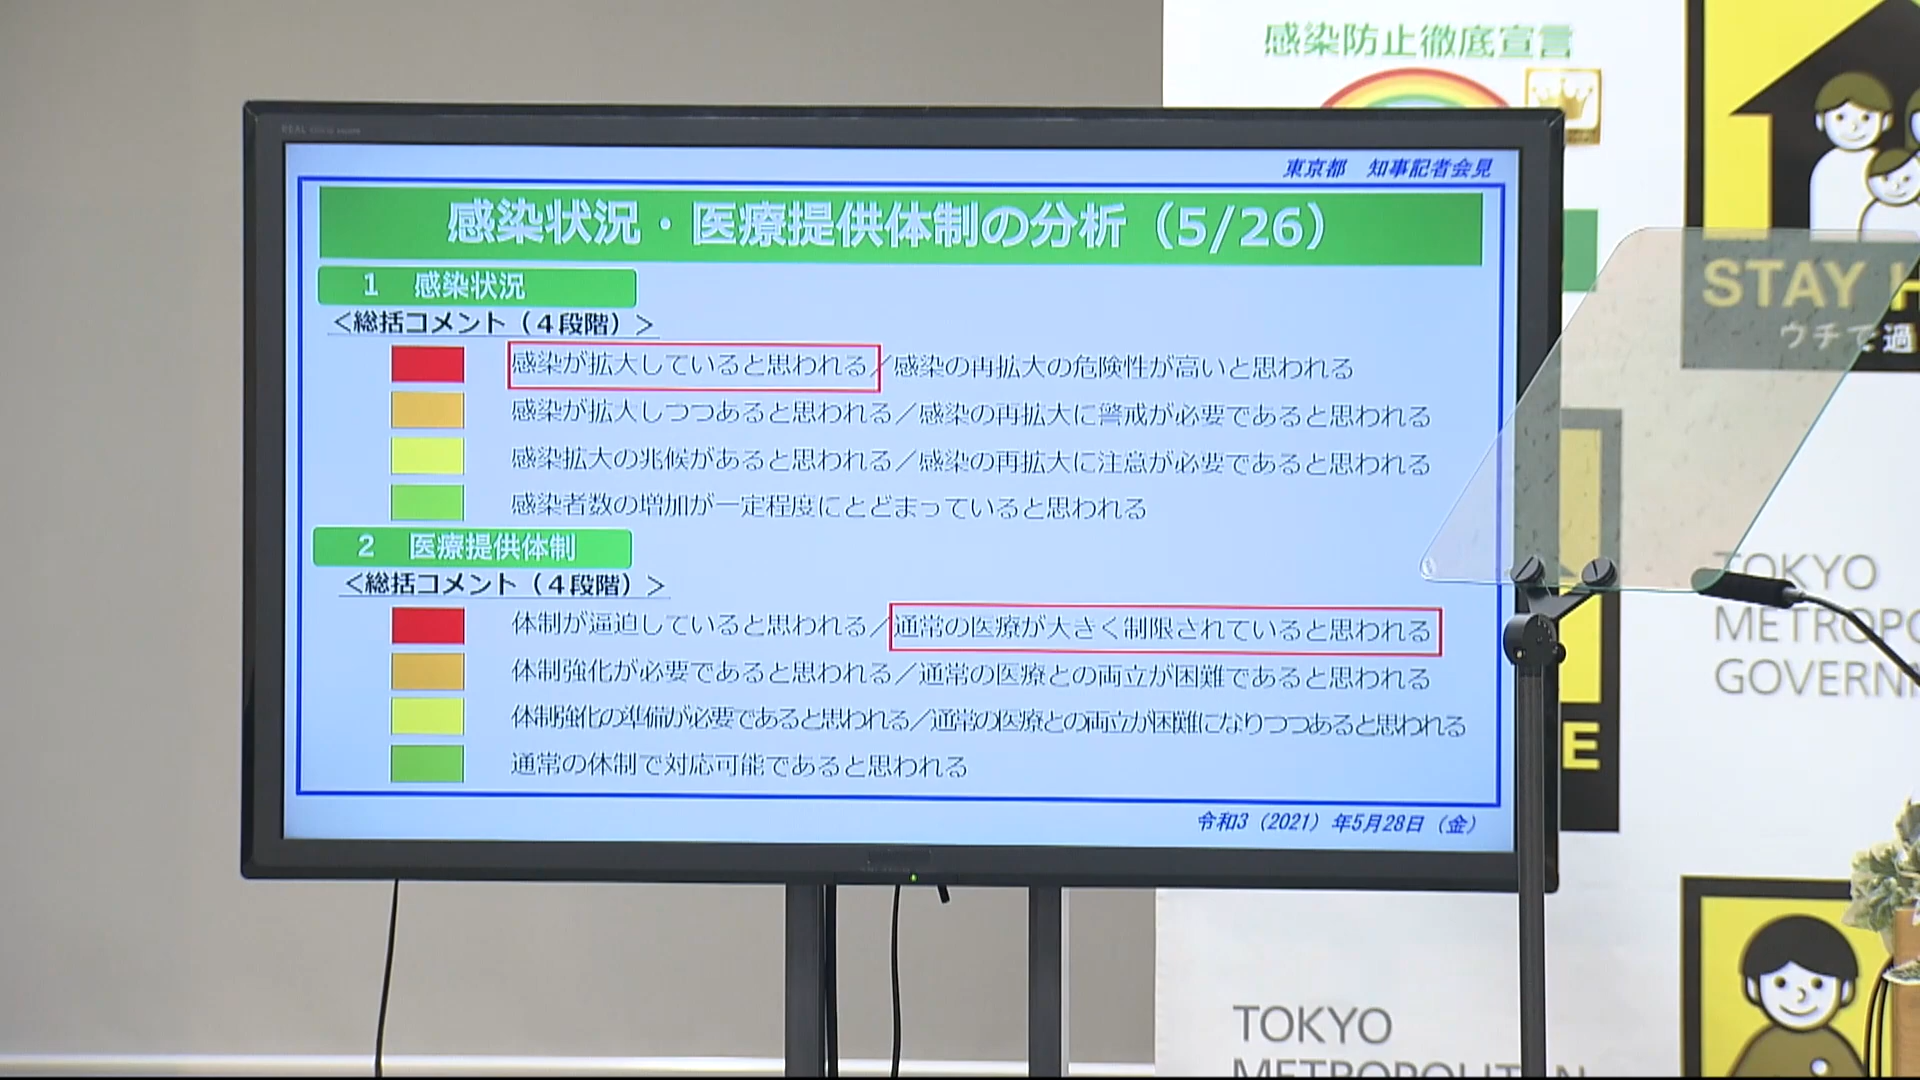 感染防止徹底宣言
東京都　知事記者会見
感染状況・医療提供体制の分析（5/26）
1　感染状況
＜総括コメント（４段階）＞
感染が拡大していると思われる／感染の再拡大の危険性が高いと思われる
感染が拡大しつつあると思われる／感染の再拡大に警戒が必要であると思われる
感染拡大の兆候があると思われる／感染の再拡大に注意が必要であると思われる
感染者数の増加が一定程度にとどまっていると思われる
2　医療提供体制
＜総括コメント（４段階）＞
体制が逼迫していると思われる／通常の医療が大きく制限されていると思われる
体制強化が必要であると思われる／通常の医療との両立が困難であると思われる
体制強化の準備が必要であると思われる／通常の医療との両立が困難になりつつあると思われる
通常の体制で対応可能であると思われる
令和3（2021）年5月28日（金）
STAY H
ウチで過
E
TOKYO
METROPO
GOVERN
TOKYO
METROPOLITAN